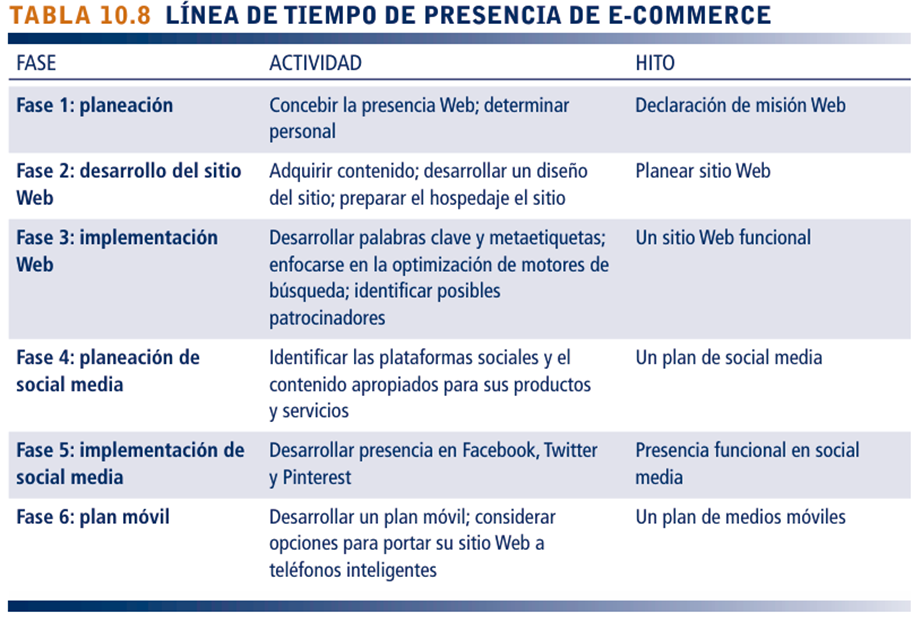 TABLA 10.8 LÍNEA DE TIEMPO DE PRESENCIA DE E-COMMERCE
FASE ACTIVIDAD HITO
Fase 1: planeación Concebir la presencia Web; determinar Declaración de misión Web
personal
Fase 2: desarrollo del sitio Adquirir contenido; desarrollar un diseño Planear sitio Web
Web del sitio; preparar el hospedaje el sitio
Fase 3: implementación Desarrollar palabras clave y metaetiquetas; Un sitio Web funcional
Web enfocarse en la optimización de motores de
búsqueda; identificar posibles
patrocinadores
Fase 4: planeación de Identificar las plataformas sociales y el Un plan de social media
social media contenido apropiados para sus productos
y servicios
Fase 5: implementación de Desarrollar presencia en Facebook, Twitter Presencia funcional en social
social media y Pinterest media
Fase 6: plan móvil Desarrollar un plan móvil; considerar Un plan de medios móviles
opciones para portar su sitio Web a
teléfonos inteligentes